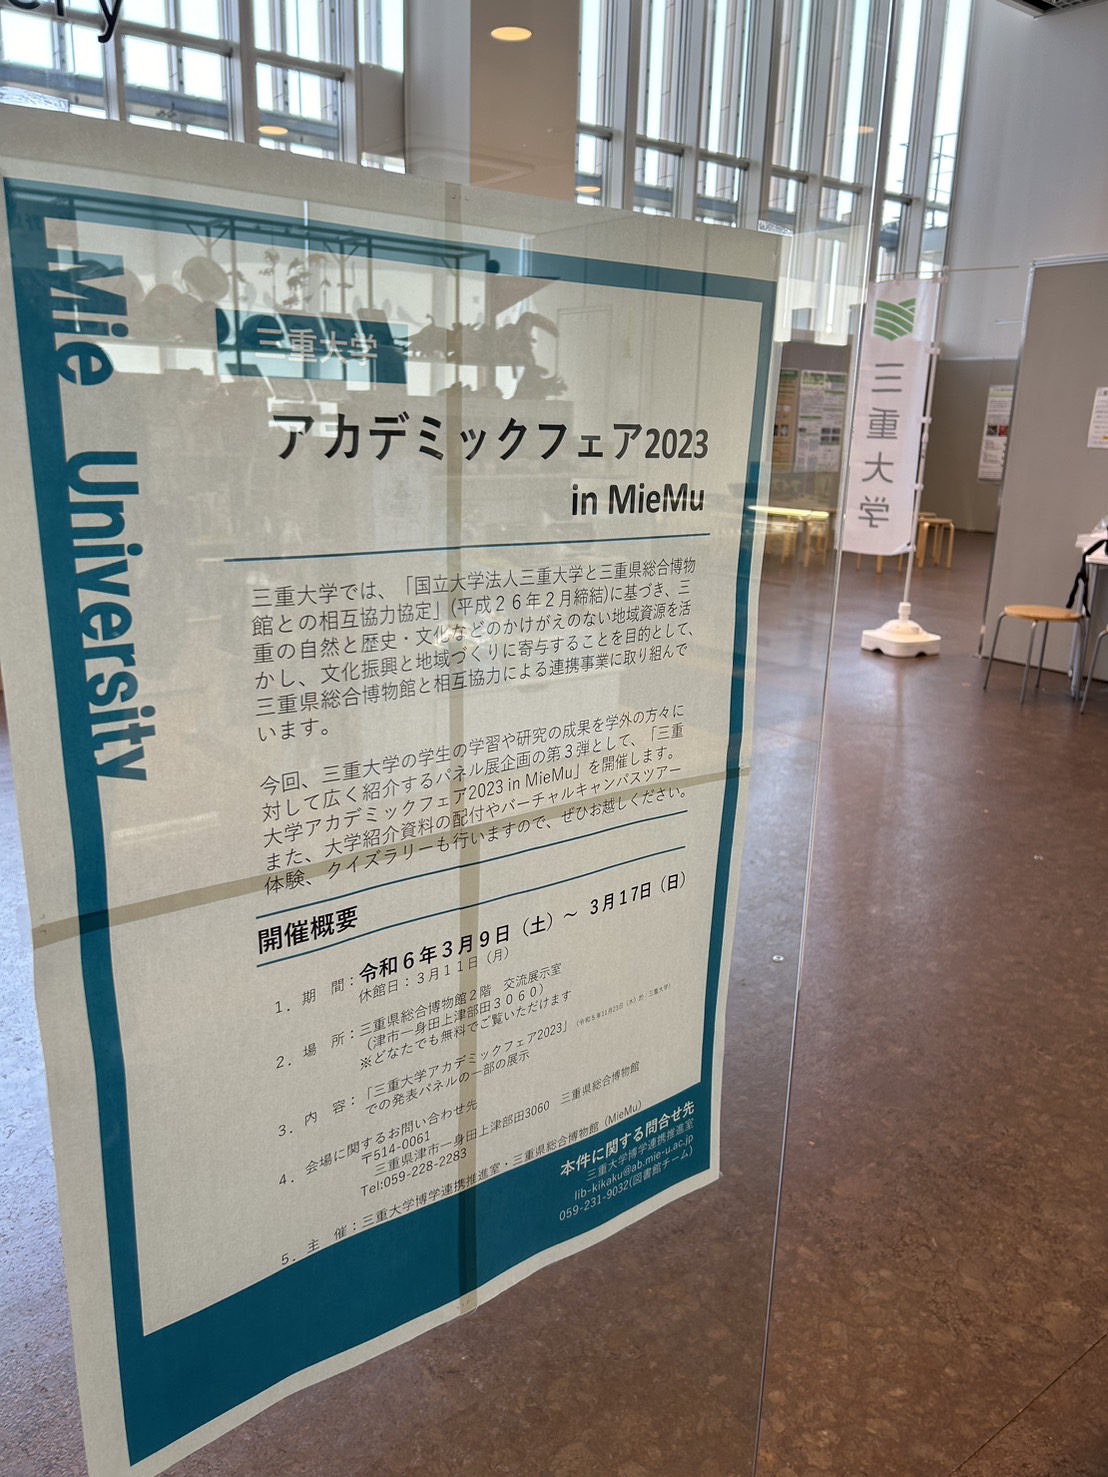 Mie University
三重大学
アカデミックフェア2023
in MieMu
三重大学では、「国立大学法人三重大学と三重県総合博物
館との相互協力協定」(平成２６年２月締結)に基づき、三
重の自然と歴史・文化などのかけがえのない地域資源を活
かし、文化振興と地域づくりに寄与することを目的として、
三重県総合博物館と相互協力による連携事業に取り組んで
います。
今回、三重大学の学生の学習や研究の成果を学外の方々に
対して広く紹介するパネル展企画の第３弾として、「三重
大学アカデミックフェア2023 in MieMu」を開催します。
また、大学紹介資料の配付やバーチャルキャンパスツアー
体験、クイズラリーも行いますので、ぜひお越しください。
開催概要
1．期　間：令和６年３月９日（土）～ ３月17日（日）
休館日：３月１１日（月）
2．場　所：三重県総合博物館２階　交流展示室
（津市一身田上津部田３０６０）
※どなたでも無料でご覧いただけます
3．内　容：「三重大学アカデミックフェア2023」（令和５年11月23日（木）於：三重大学）
での発表パネルの一部の展示
4．会場に関するお問い合わせ先
〒514-0061
三重県津市一身田上津部田3060　三重県総合博物館
Tel:059-228-2283
5．主　催：三重大学博学連携推進室・三重県総合博物館（MieMu）
本件に関する問合せ先
三重大学博学連携推進室
lib-kikaku@ab.mie-u.ac.jp
059-231-9032(図書館チーム)
三重大学